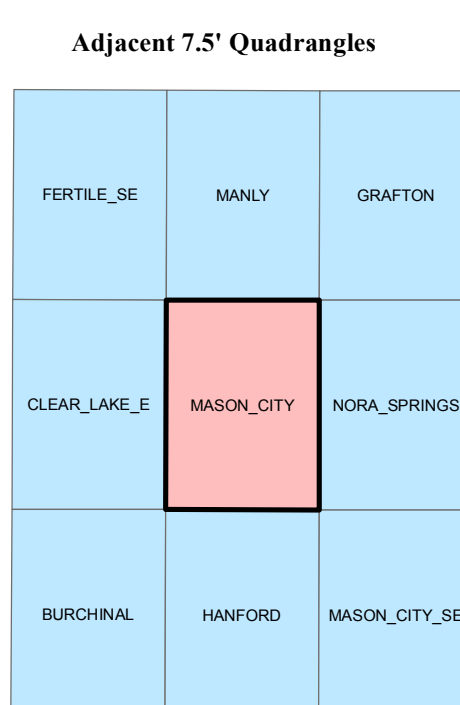 Adjacent 7.5' Quadrangles
FERTILE_SE MANLY GRAFTON
CLEAR_LAKE_E MASON_CITY NORA_SPRINGS
BURCHINAL HANFORD MASON_CITY_SE